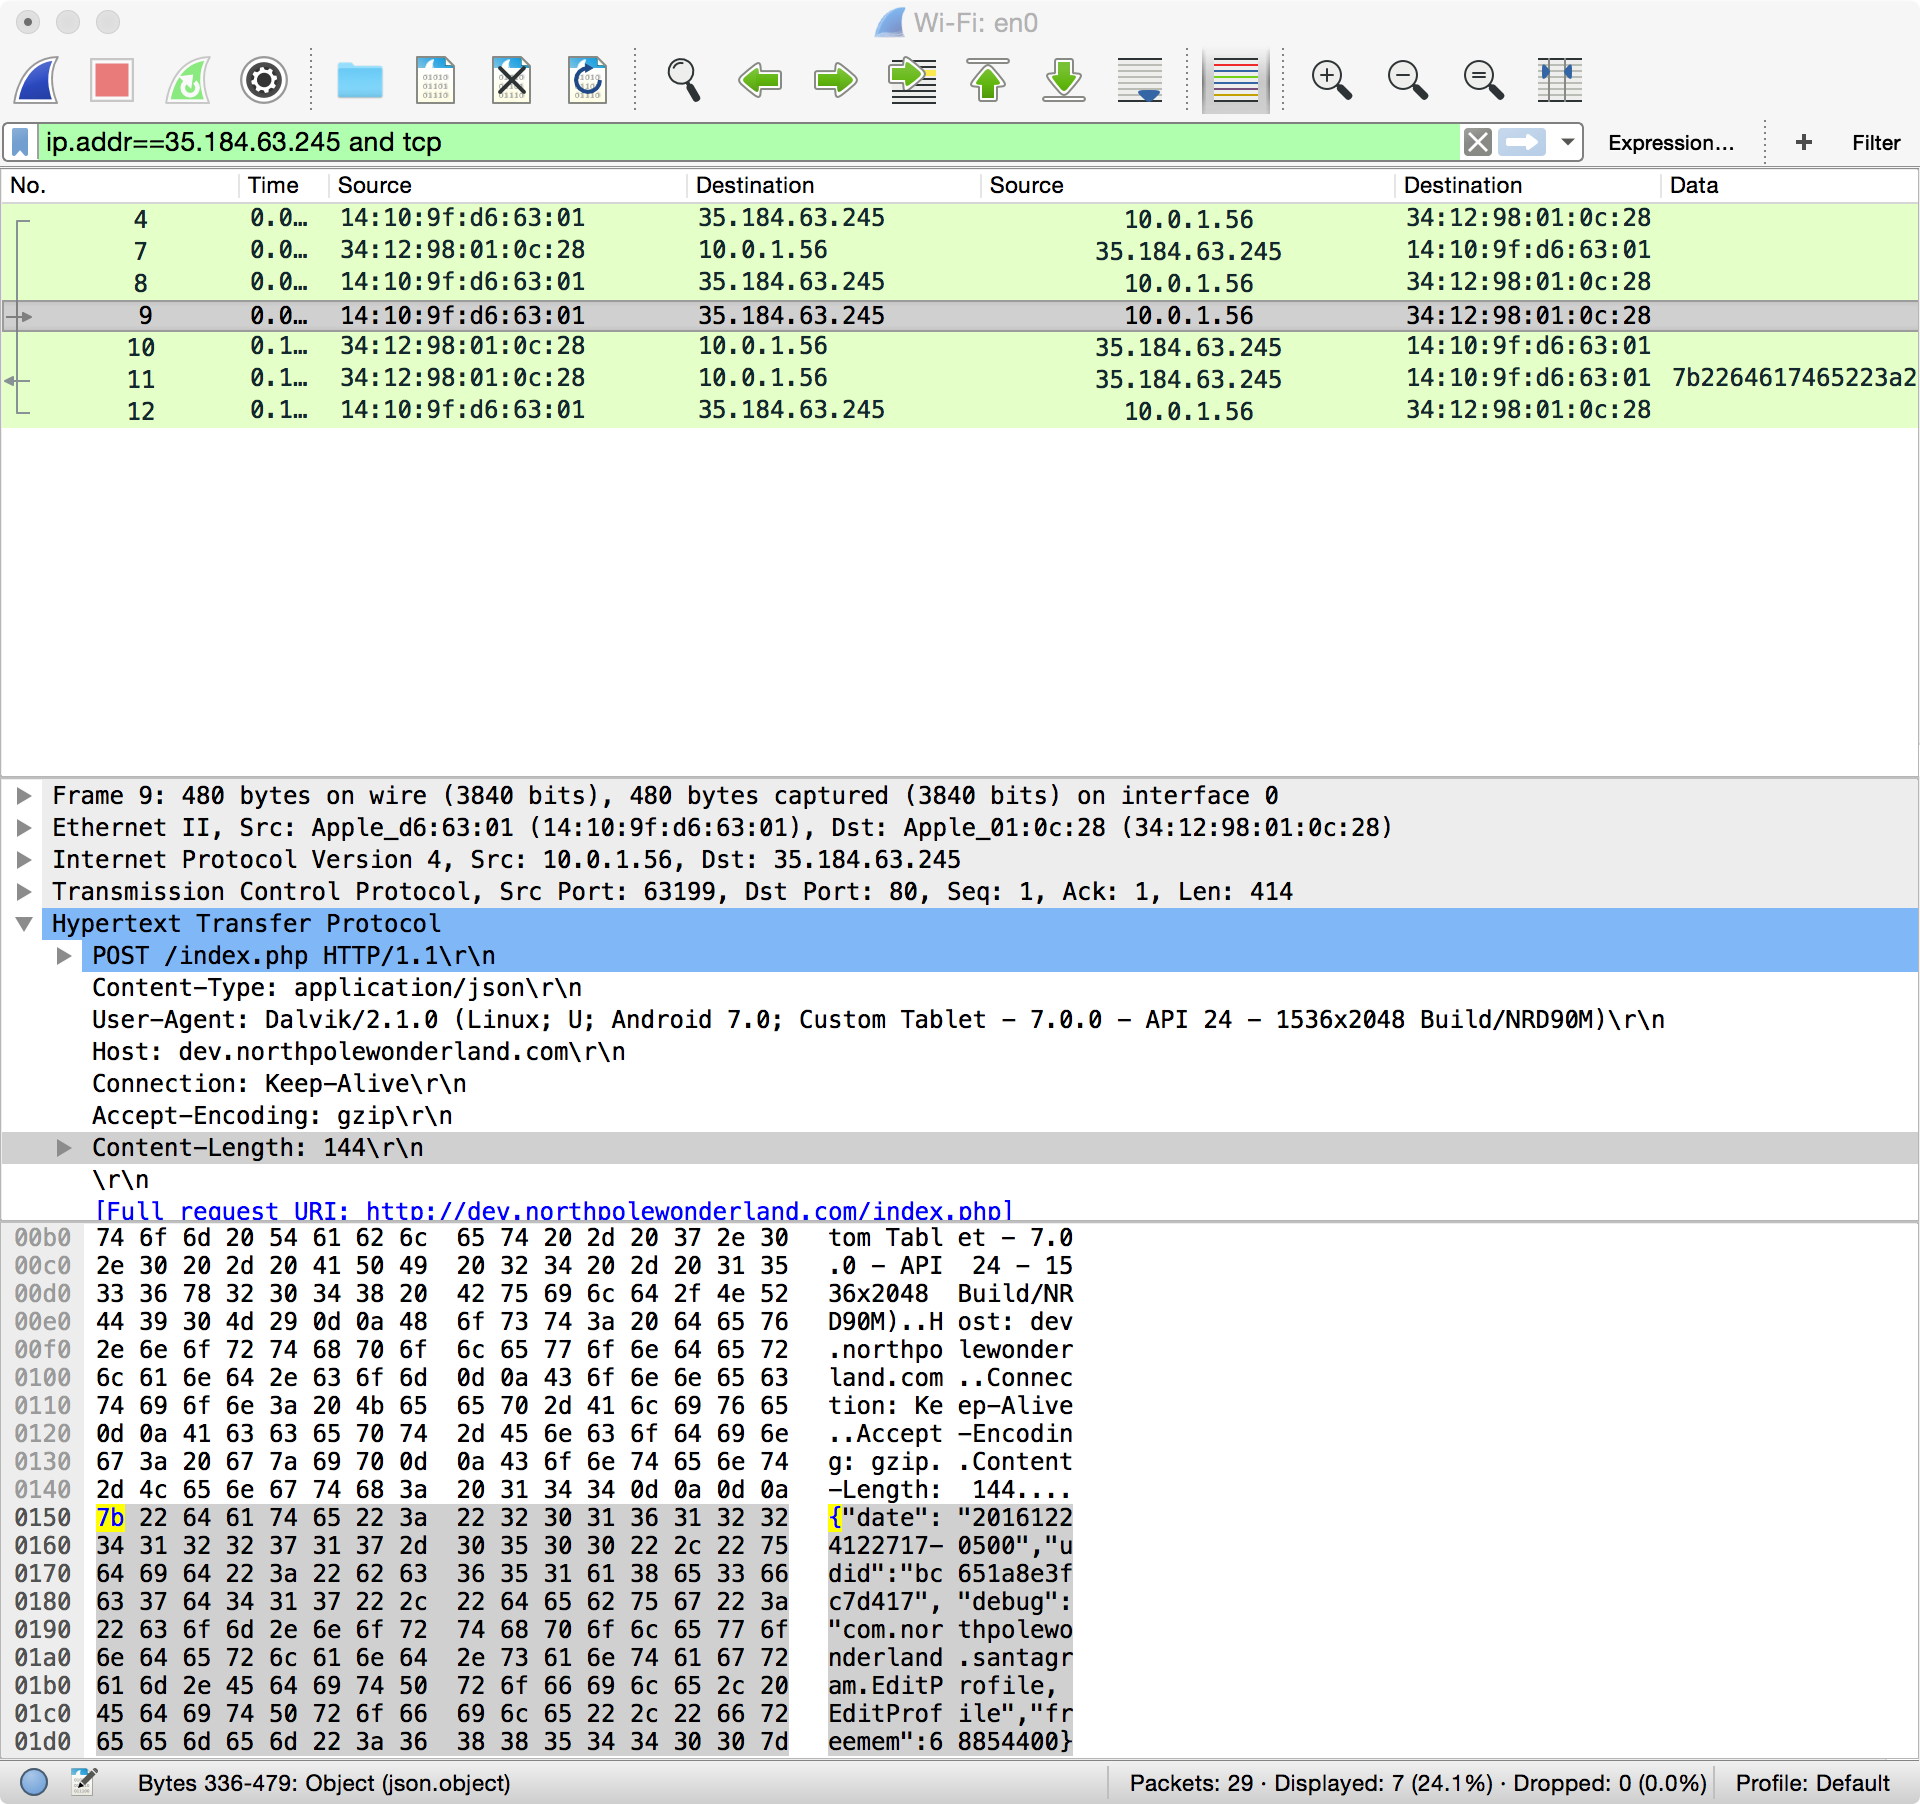 Wi-Fi: en0
ip.addr==35.184.63.245 and tcp Expression… + Filter
No. Time Source Destination Source Destination Data
4 0.0… 14:10:9f:d6:63:01 35.184.63.245 10.0.1.56 34:12:98:01:0c:28
7 0.0… 34:12:98:01:0c:28 10.0.1.56 35.184.63.245 14:10:9f:d6:63:01
8 0.0… 14:10:9f:d6:63:01 35.184.63.245 10.0.1.56 34:12:98:01:0c:28
9 0.0… 14:10:9f:d6:63:01 35.184.63.245 10.0.1.56 34:12:98:01:0c:28
10 0.1… 34:12:98:01:0c:28 10.0.1.56 35.184.63.245 14:10:9f:d6:63:01
11 0.1… 34:12:98:01:0c:28 10.0.1.56 35.184.63.245 14:10:9f:d6:63:01 7b2264617465223a2
12 0.1… 14:10:9f:d6:63:01 35.184.63.245 10.0.1.56 34:12:98:01:0c:28
Frame 9: 480 bytes on wire (3840 bits), 480 bytes captured (3840 bits) on interface 0
Ethernet II, Src: Apple_d6:63:01 (14:10:9f:d6:63:01), Dst: Apple_01:0c:28 (34:12:98:01:0c:28)
Internet Protocol Version 4, Src: 10.0.1.56, Dst: 35.184.63.245
Transmission Control Protocol, Src Port: 63199, Dst Port: 80, Seq: 1, Ack: 1, Len: 414
Hypertext Transfer Protocol
POST /index.php HTTP/1.1\r\n
Content-Type: application/json\r\n
User-Agent: Dalvik/2.1.0 (Linux; U; Android 7.0; Custom Tablet - 7.0.0 - API 24 - 1536x2048 Build/NRD90M)\r\n
Host: dev.northpolewonderland.com\r\n
Connection: Keep-Alive\r\n
Accept-Encoding: gzip\r\n
Content-Length: 144\r\n
\r\n
[Full request URI: http://dev.northpolewonderland.com/index.php]
00b0 74 6f 6d 20 54 61 62 6c 65 74 20 2d 20 37 2e 30 tom Tabl et - 7.0
00c0 2e 30 20 2d 20 41 50 49 20 32 34 20 2d 20 31 35 .0 - API 24 - 15
00d0 33 36 78 32 30 34 38 20 42 75 69 6c 64 2f 4e 52 36x2048 Build/NR
00e0 44 39 30 4d 29 0d 0a 48 6f 73 74 3a 20 64 65 76 D90M)..H ost: dev
00f0 2e 6e 6f 72 74 68 70 6f 6c 65 77 6f 6e 64 65 72 .northpo lewonder
0100 6c 61 6e 64 2e 63 6f 6d 0d 0a 43 6f 6e 6e 65 63 land.com ..Connec
0110 74 69 6f 6e 3a 20 4b 65 65 70 2d 41 6c 69 76 65 tion: Ke ep-Alive
0120 0d 0a 41 63 63 65 70 74 2d 45 6e 63 6f 64 69 6e ..Accept -Encodin
0130 67 3a 20 67 7a 69 70 0d 0a 43 6f 6e 74 65 6e 74 g: gzip. .Content
0140 2d 4c 65 6e 67 74 68 3a 20 31 34 34 0d 0a 0d 0a -Length: 144....
0150 7b 22 64 61 74 65 22 3a 22 32 30 31 36 31 32 32 {"date": "2016122
0160 34 31 32 32 37 31 37 2d 30 35 30 30 22 2c 22 75 4122717- 0500","u
0170 64 69 64 22 3a 22 62 63 36 35 31 61 38 65 33 66 did":"bc 651a8e3f
0180 63 37 64 34 31 37 22 2c 22 64 65 62 75 67 22 3a c7d417", "debug":
0190 22 63 6f 6d 2e 6e 6f 72 74 68 70 6f 6c 65 77 6f "com.nor thpolewo
01a0 6e 64 65 72 6c 61 6e 64 2e 73 61 6e 74 61 67 72 nderland .santagr
01b0 61 6d 2e 45 64 69 74 50 72 6f 66 69 6c 65 2c 20 am.EditP rofile,
01c0 45 64 69 74 50 72 6f 66 69 6c 65 22 2c 22 66 72 EditProf ile","fr
01d0 65 65 6d 65 6d 22 3a 36 38 38 35 34 34 30 30 7d eemem":6 8854400}
Bytes 336-479: Object (json.object) Packets: 29 · Displayed: 7 (24.1%) · Dropped: 0 (0.0%) Profile: Default